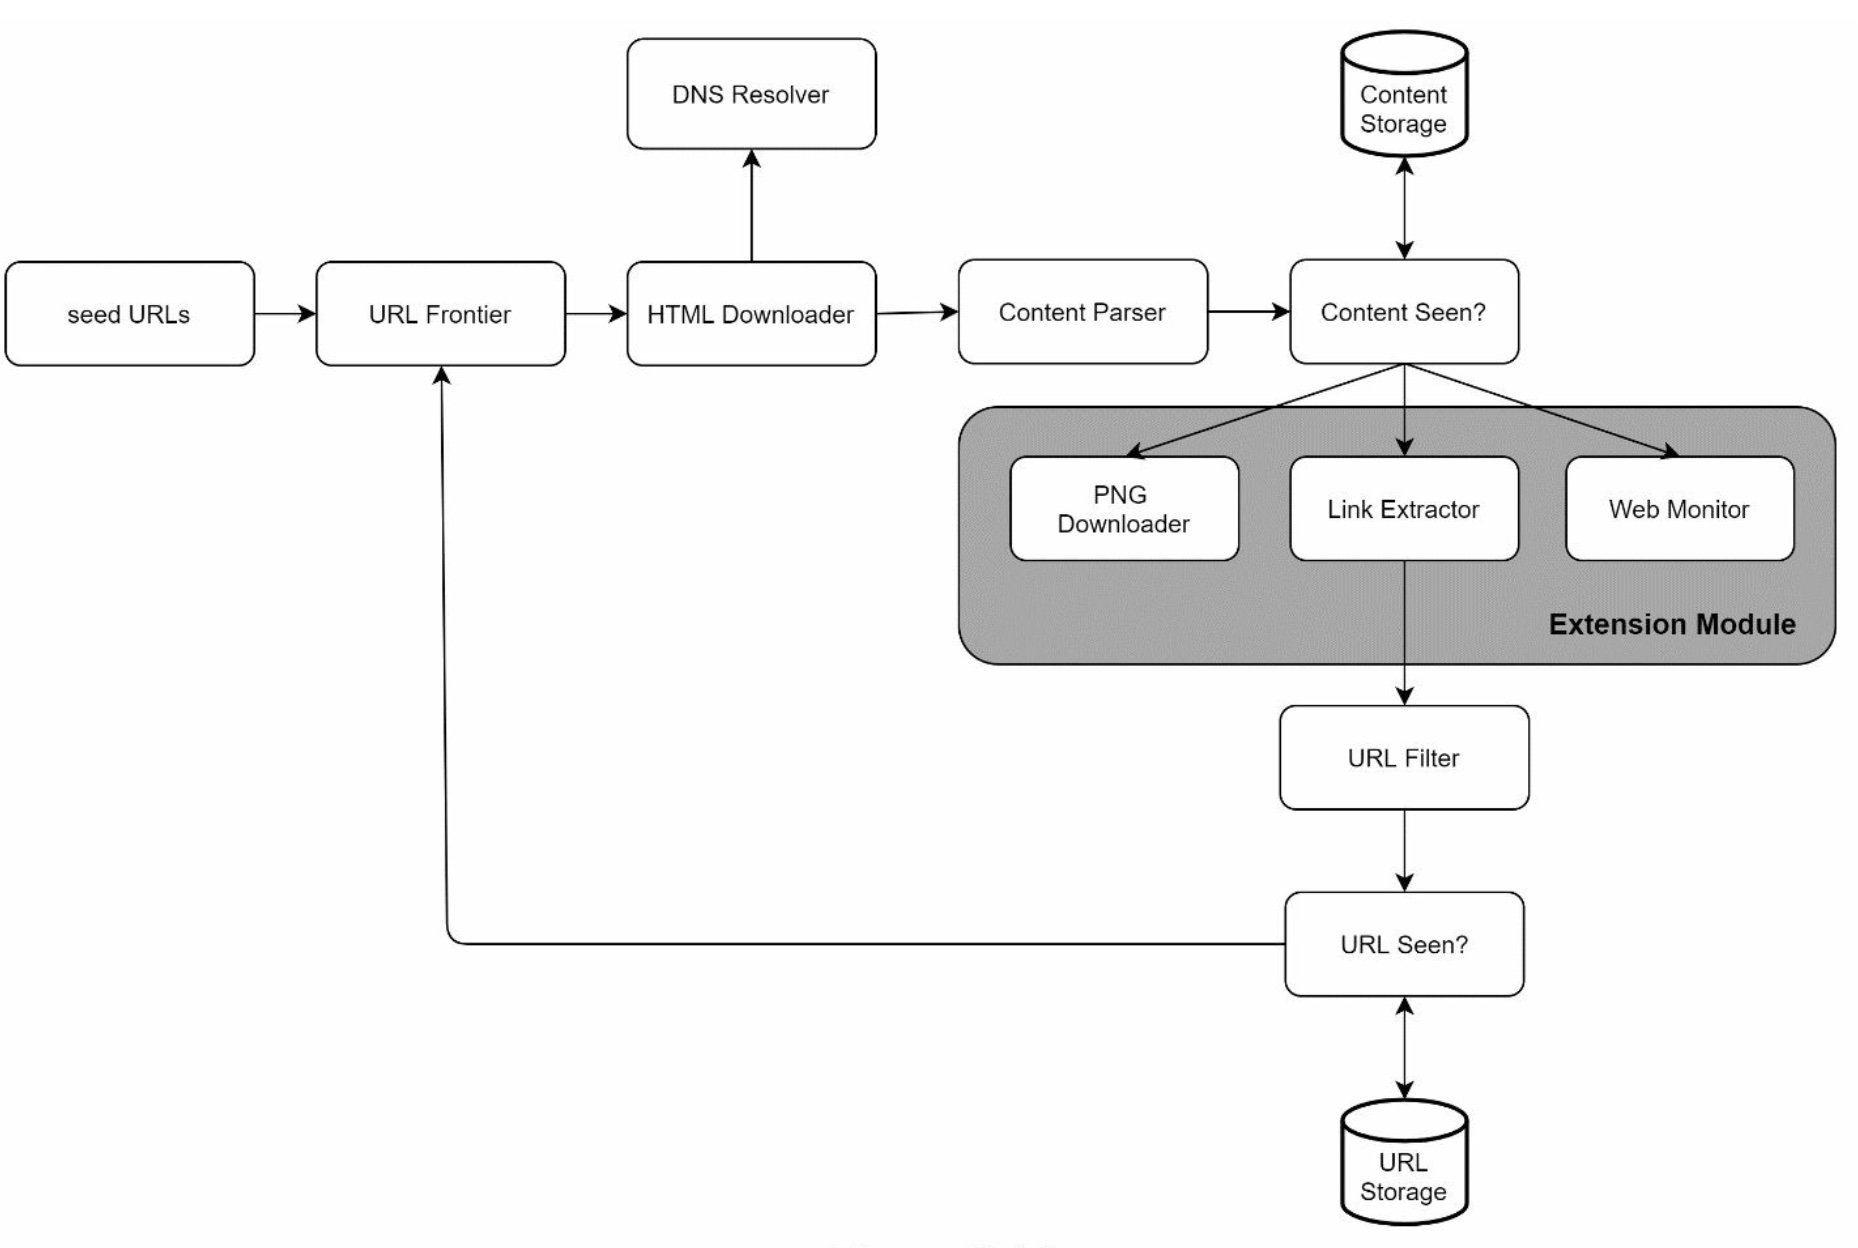 DNS Resolver
Content
Storage
seed URLs
URL Frontier
HTML Downloader
Content Parser
Content Seen?
PNG
Downloader
Link Extractor
Web Monitor
Extension Module
URL Filter
URL Seen?
URL
Storage